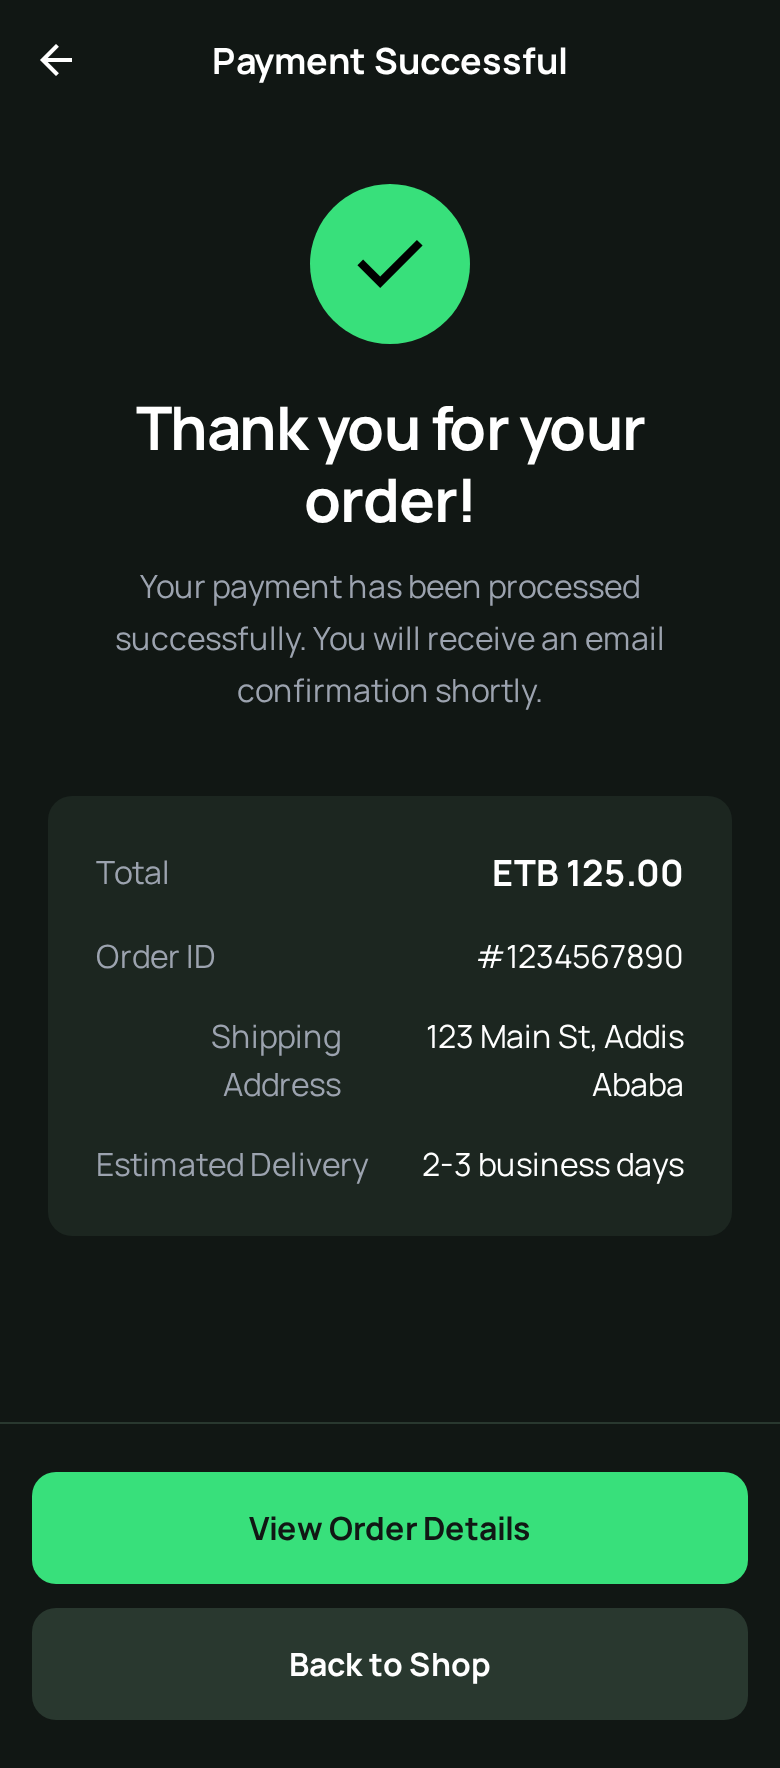 Payment Successful
Thank you for your
order!
Your payment has been processed
successfully. You will receive an email
confirmation shortly.
Total ETB 125.00
Order ID #1234567890
Shipping Address 123 Main St, Addis Ababa
Estimated Delivery 2-3 business days
View Order Details
Back to Shop